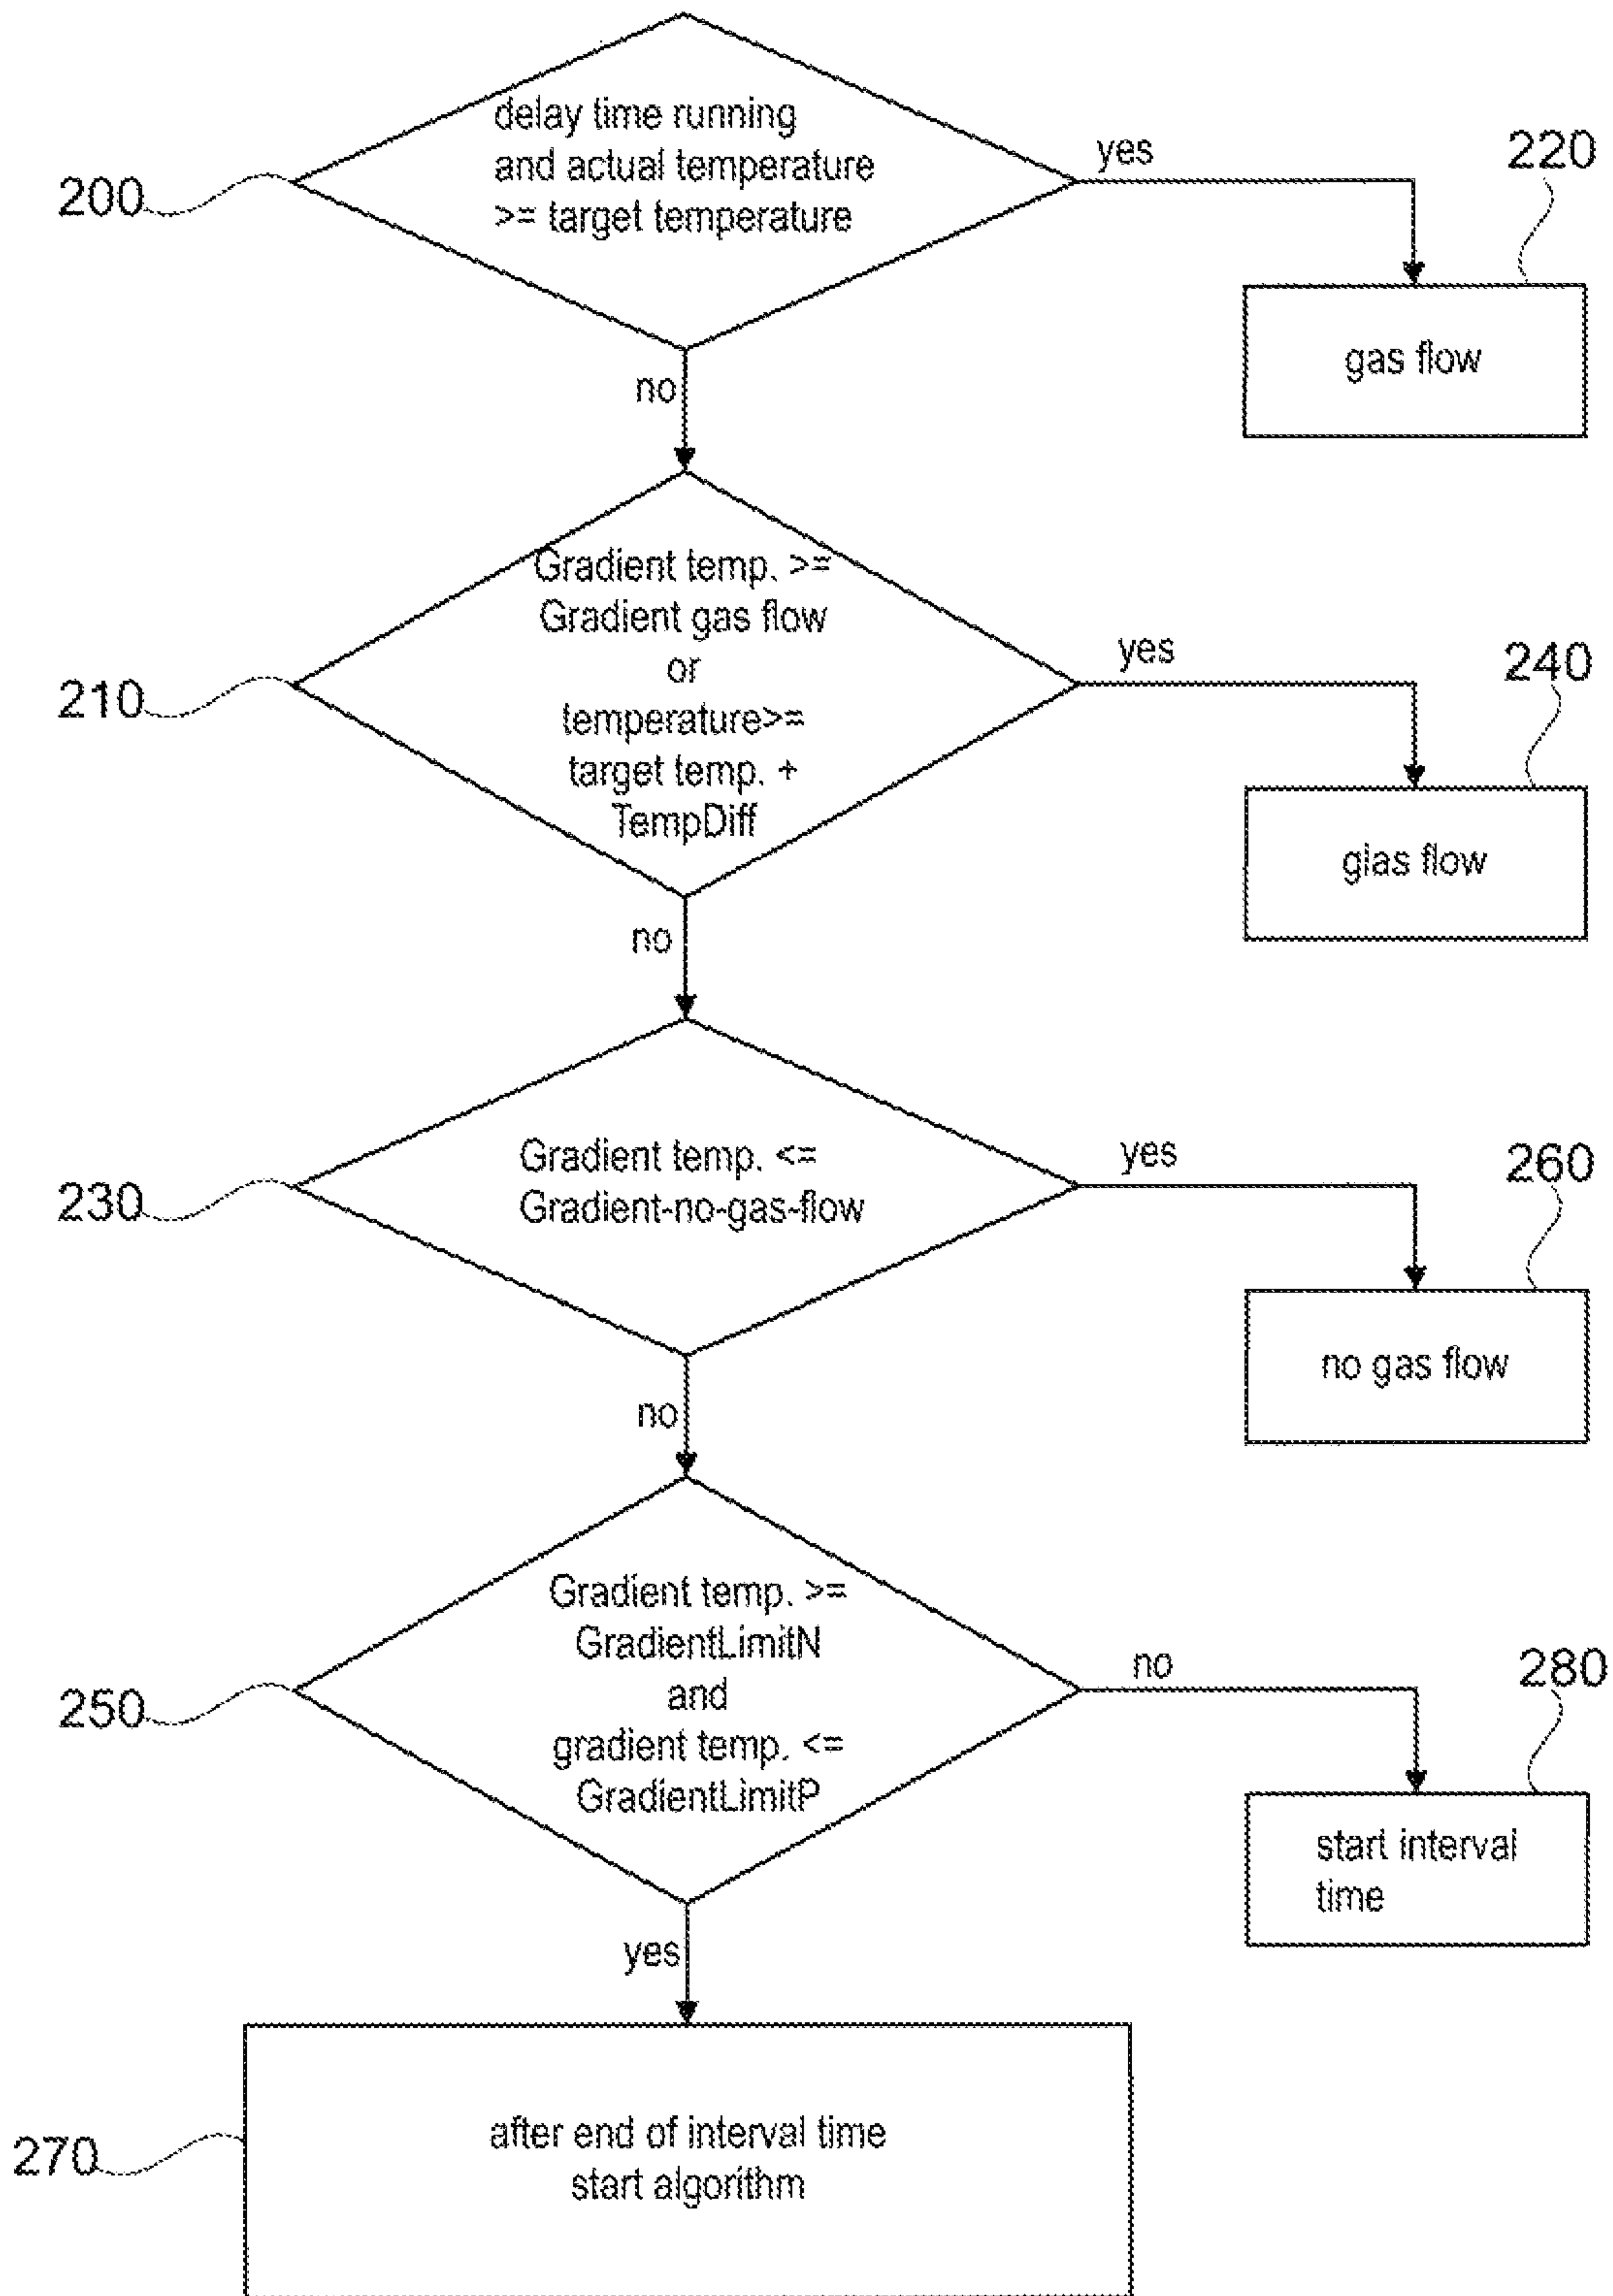 delay time running
and actual temperature
>= target temperature
200
yes
220
gas flow
no
Gradient temp. >=
Gradient gas flow
or
temperature>=
target temp. +
TempDiff
210
yes
240
glas flow
no
Gradient temp. <=
Gradient-no-gas-flow
230
yes
260
no gas flow
no
Gradient temp. >=
GradientLimitN
and
gradient temp. <=
GradientLimitP
250
no
280
start interval
time
yes
after end of interval time
start algorithm
270